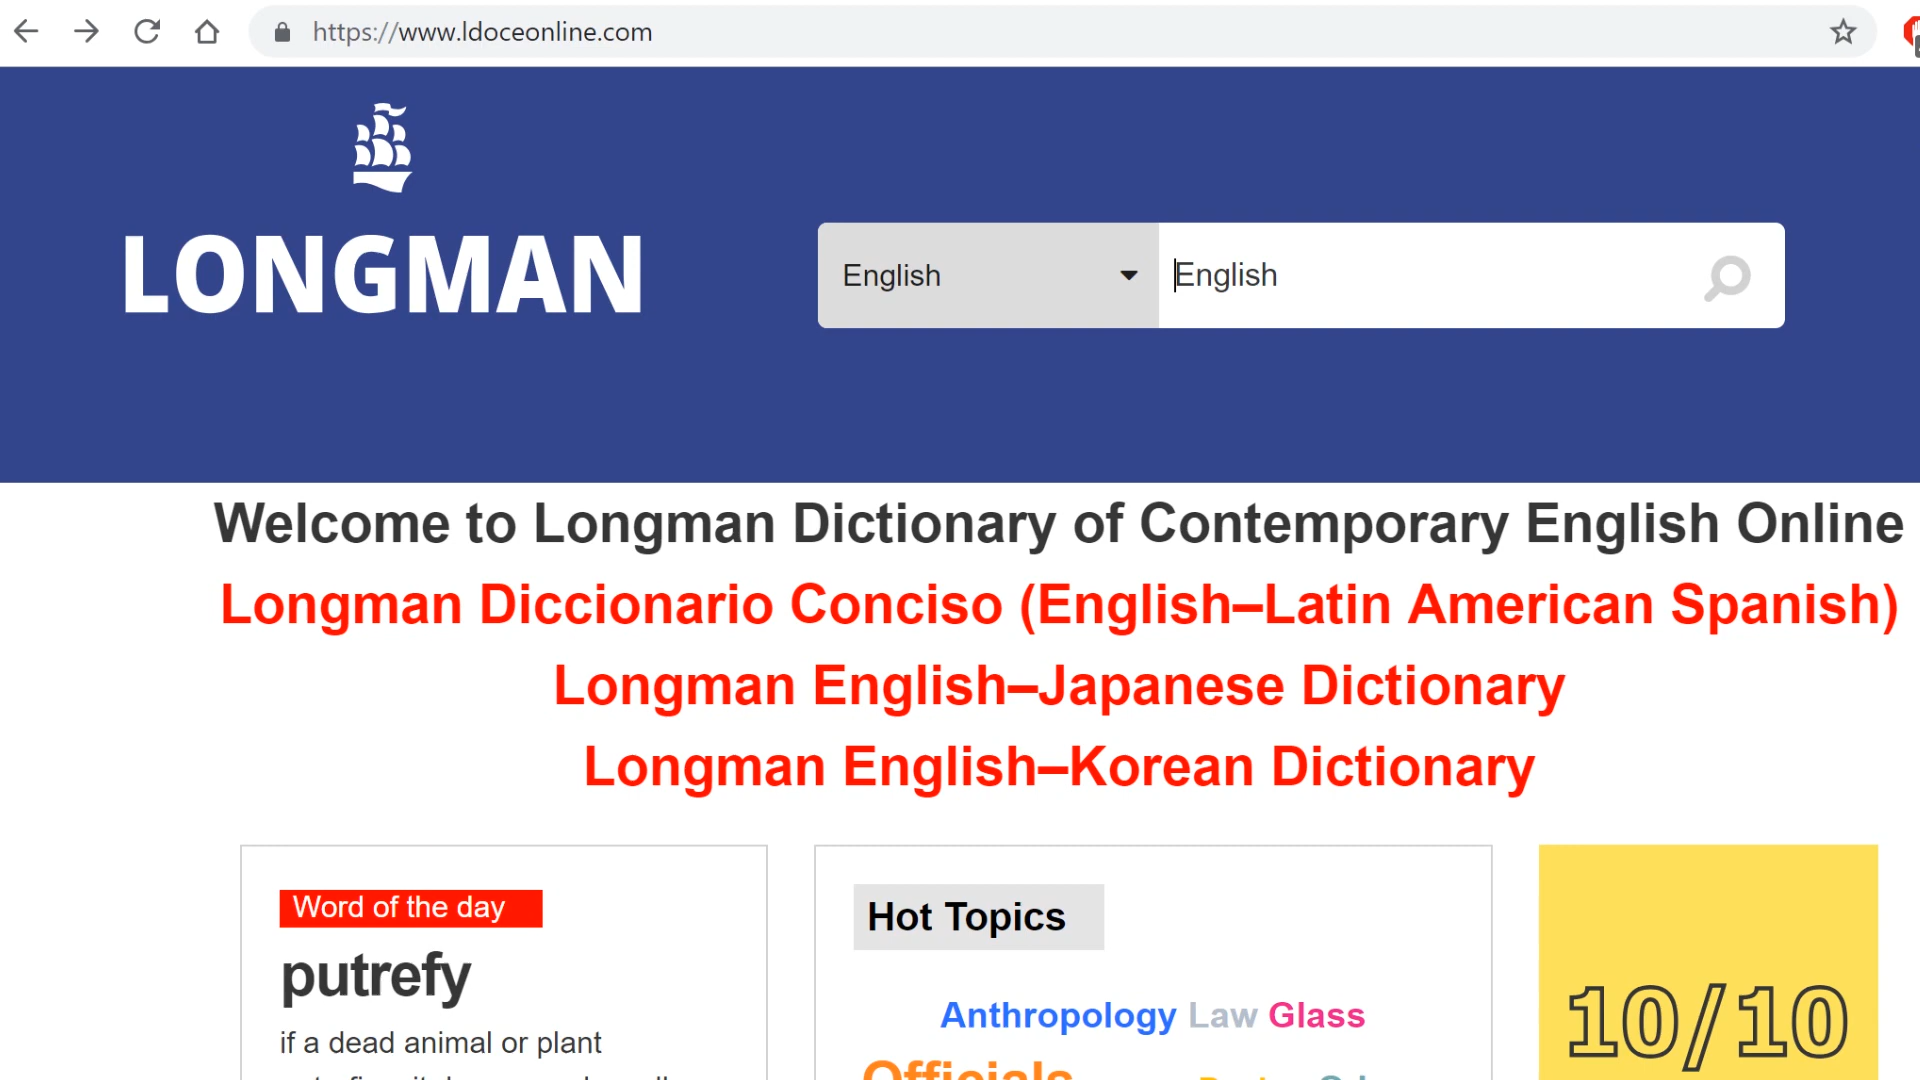 https://www.ldoceonline.com
LONGMAN
English
English
Welcome to Longman Dictionary of Contemporary English Online
Longman Diccionario Conciso (English–Latin American Spanish)
Longman English–Japanese Dictionary
Longman English–Korean Dictionary
Word of the day
putrefy
if a dead animal or plant
Hot Topics
Anthropology Law Glass
Officials
10/10